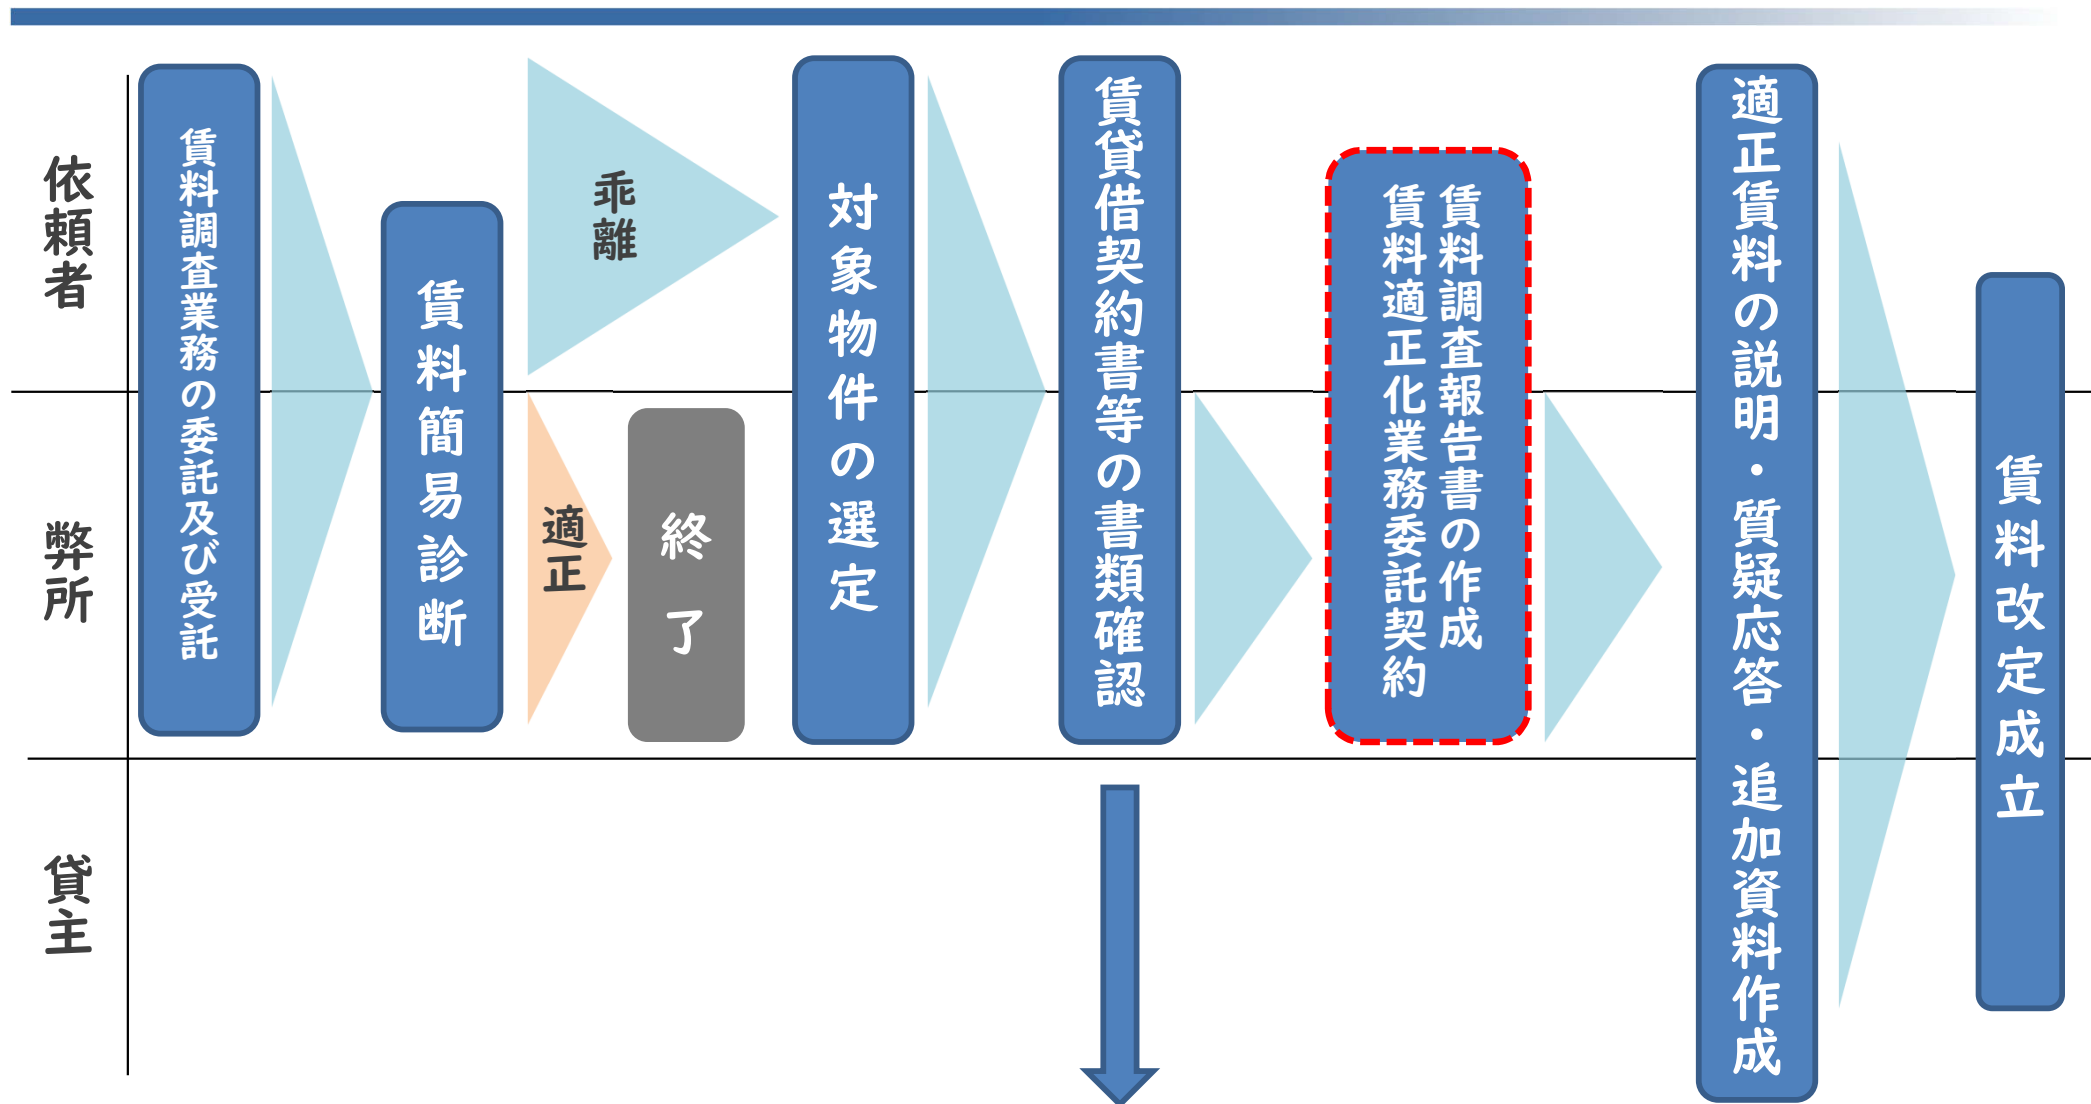 依頼者
弊所
貸主
賃料調査業務の委託及び受託
賃料簡易診断
乖離
適正
終了
対象物件の選定
賃貸借契約書等の書類確認
賃料調査報告書の作成
賃料適正化業務委託契約
適正賃料の説明・質疑応答・追加資料作成
賃料改定成立